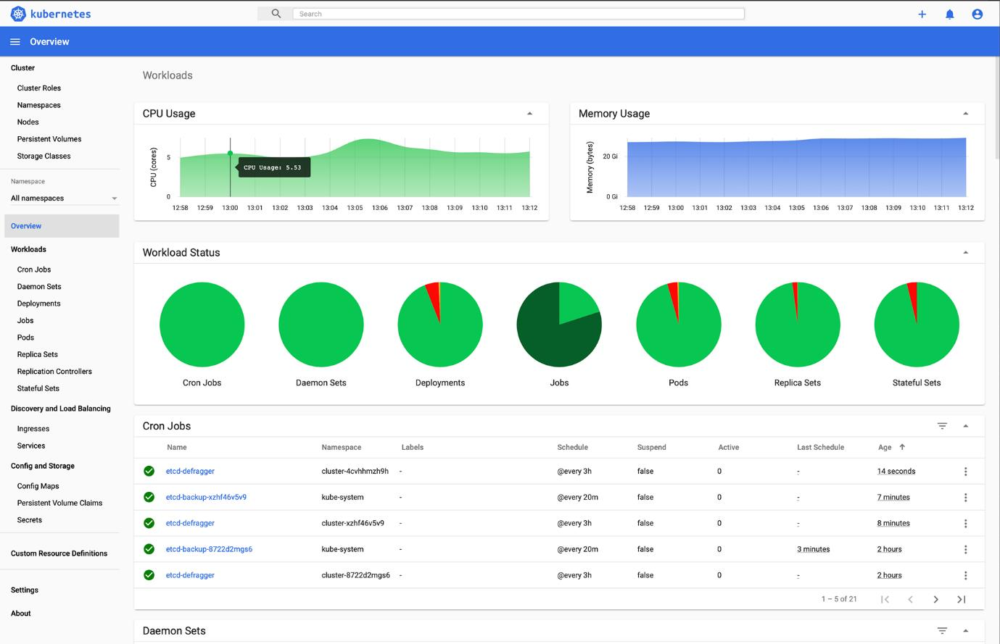 kubernetes
Search
Overview
Cluster
Cluster Roles
Namespaces
Nodes
Persistent Volumes
Storage Classes
Namespace
All namespaces
Overview
Workloads
Cron Jobs
Daemon Sets
Deployments
Jobs
Pods
Replica Sets
Replication Controllers
Stateful Sets
Discovery and Load Balancing
Ingresses
Services
Config and Storage
Config Maps
Persistent Volume Claims
Secrets
Custom Resource Definitions
Settings
About
Workloads
CPU Usage
CPU (cores)
5
0
CPU Usage: 5.53
12:58 12:59 13:00 13:01 13:02 13:03 13:04 13:05 13:06 13:07 13:08 13:09 13:10 13:11 13:12
Memory Usage
Memory (bytes)
20 Gi
0 Gi
12:58 12:59 13:00 13:01 13:02 13:03 13:04 13:05 13:06 13:07 13:08 13:09 13:10 13:11 13:12
Workload Status
Cron Jobs Daemon Sets Deployments Jobs Pods Replica Sets Stateful Sets
Cron Jobs
Name Namespace Labels Schedule Suspend Active Last Schedule Age
etcd-defragger cluster-4cvhhmzh9h - @every 3h false 0 - 14 seconds
etcd-backup-xzhf46v5v9 kube-system - @every 20m false 0 - 7 minutes
etcd-defragger cluster-xzhf46v5v9 - @every 3h false 0 - 8 minutes
etcd-backup-8722d2mgs6 kube-system - @every 20m false 0 3 minutes 2 hours
etcd-defragger cluster-8722d2mgs6 - @every 3h false 0 - 2 hours
1 – 5 of 21
Daemon Sets